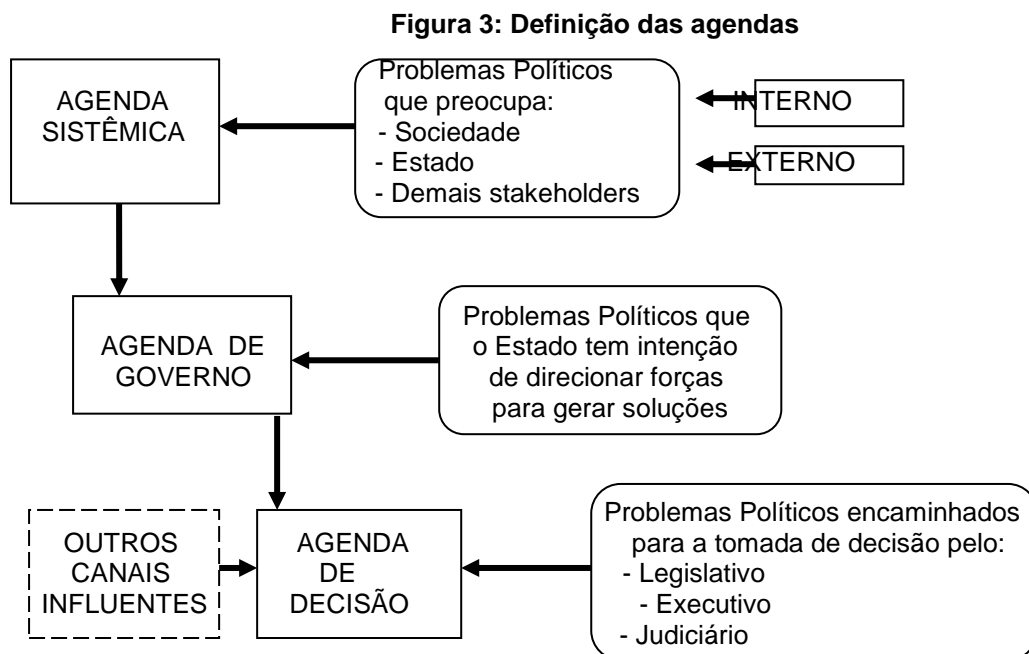 Figura 3: Definição das agendas
AGENDA
SISTÊMICA
Problemas Políticos
que preocupa:
- Sociedade
- Estado
- Demais stakeholders
INTERNO
EXTERNO
AGENDA DE
GOVERNO
Problemas Políticos que
o Estado tem intenção
de direcionar forças
para gerar soluções
OUTROS
CANAIS
INFLUENTES
AGENDA
DE
DECISÃO
Problemas Políticos encaminhados
para a tomada de decisão pelo:
- Legislativo
- Executivo
- Judiciário